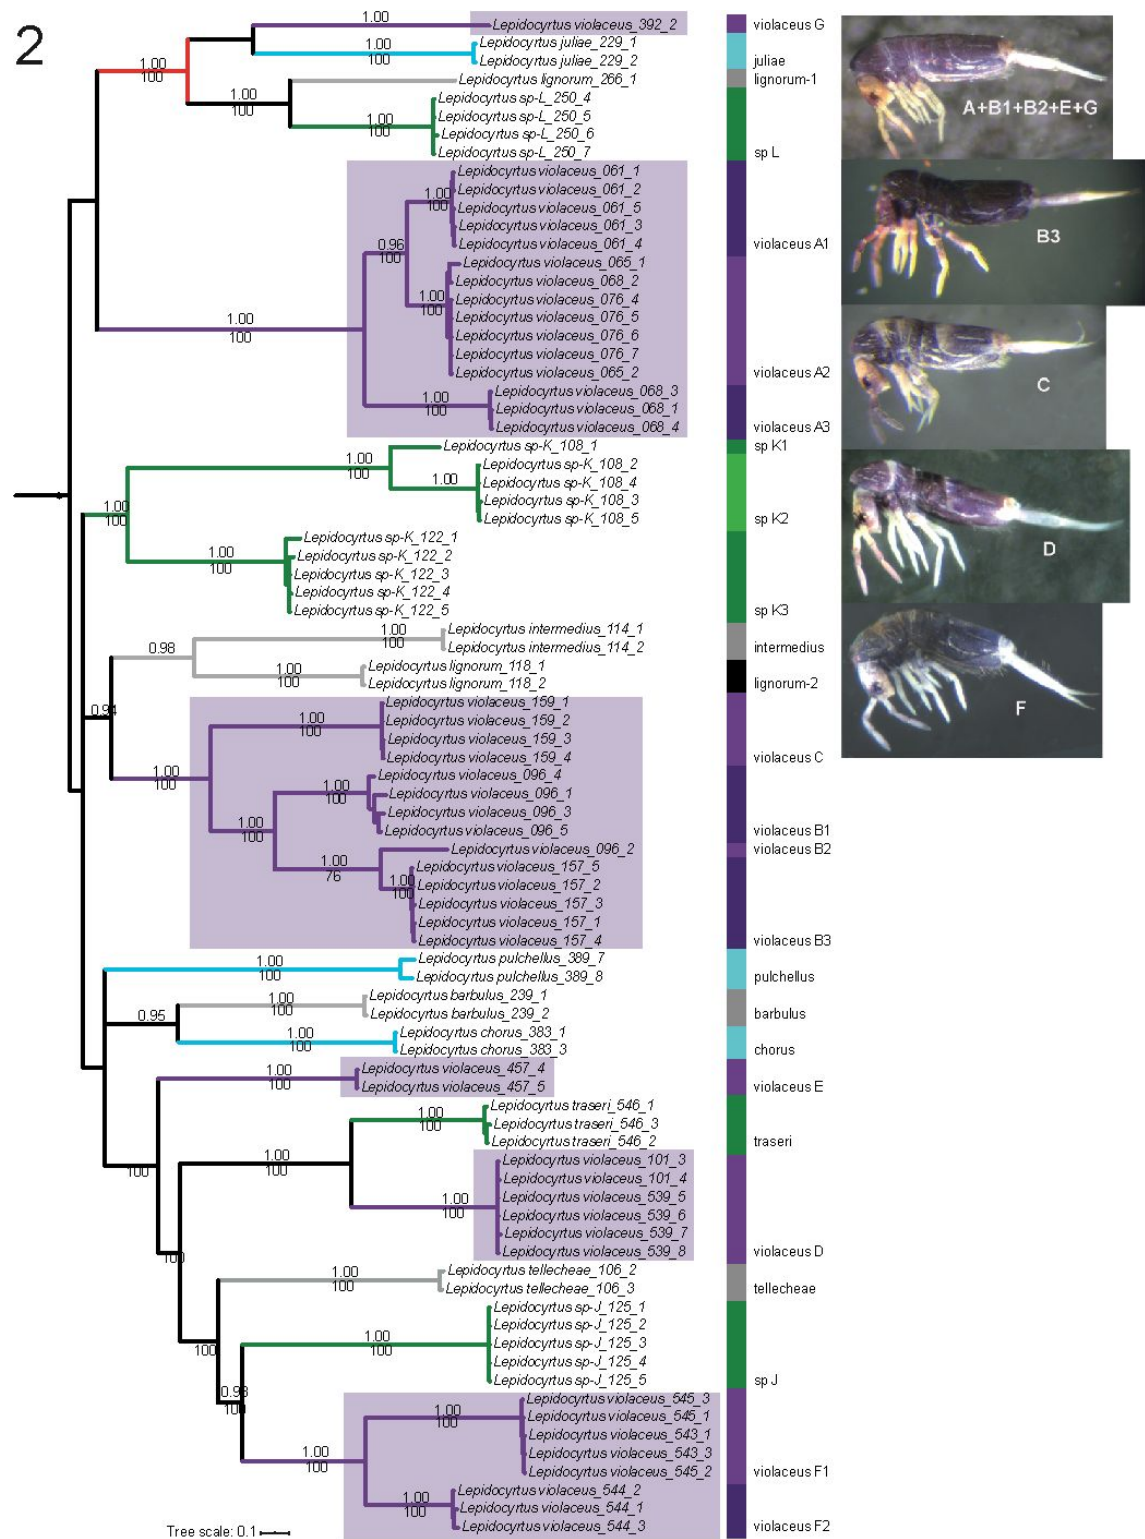 2
1.00
Lepidocyrtus violaceus_392_2
violaceus G
1.00
100
Lepidocyrtus juliae_229_1
Lepidocyrtus juliae_229_2
juliae
1.00
100
Lepidocyrtus lignorum_266_1
lignorum-1
1.00
100
Lepidocyrtus sp-L_250_4
Lepidocyrtus sp-L_250_5
Lepidocyrtus sp-L_250_6
Lepidocyrtus sp-L_250_7
1.00
100
sp L
Lepidocyrtus violaceus_061_1
Lepidocyrtus violaceus_061_2
Lepidocyrtus violaceus_061_5
Lepidocyrtus violaceus_061_3
Lepidocyrtus violaceus_061_4
1.00
100
violaceus A1
0.96
100
Lepidocyrtus violaceus_065_1
Lepidocyrtus violaceus_068_2
Lepidocyrtus violaceus_076_4
Lepidocyrtus violaceus_076_5
Lepidocyrtus violaceus_076_6
Lepidocyrtus violaceus_076_7
Lepidocyrtus violaceus_065_2
1.00
100
violaceus A2
1.00
100
Lepidocyrtus violaceus_068_3
Lepidocyrtus violaceus_068_1
Lepidocyrtus violaceus_068_4
1.00
100
violaceus A3
Lepidocyrtus sp-K_108_1
sp K1
1.00
100
Lepidocyrtus sp-K_108_2
Lepidocyrtus sp-K_108_4
Lepidocyrtus sp-K_108_3
Lepidocyrtus sp-K_108_5
1.00
sp K2
1.00
100
Lepidocyrtus sp-K_122_1
Lepidocyrtus sp-K_122_2
Lepidocyrtus sp-K_122_3
Lepidocyrtus sp-K_122_4
Lepidocyrtus sp-K_122_5
1.00
100
sp K3
Lepidocyrtus intermedius_114_1
Lepidocyrtus intermedius_114_2
1.00
100
intermedius
0.98
Lepidocyrtus lignorum_118_1
Lepidocyrtus lignorum_118_2
1.00
100
lignorum-2
0.94
Lepidocyrtus violaceus_159_1
Lepidocyrtus violaceus_159_2
Lepidocyrtus violaceus_159_3
Lepidocyrtus violaceus_159_4
1.00
100
violaceus C
1.00
100
Lepidocyrtus violaceus_096_4
Lepidocyrtus violaceus_096_1
Lepidocyrtus violaceus_096_3
Lepidocyrtus violaceus_096_5
1.00
100
violaceus B1
1.00
100
Lepidocyrtus violaceus_096_2
violaceus B2
1.00
76
Lepidocyrtus violaceus_157_5
Lepidocyrtus violaceus_157_2
Lepidocyrtus violaceus_157_3
Lepidocyrtus violaceus_157_1
Lepidocyrtus violaceus_157_4
1.00
100
violaceus B3
Lepidocyrtus pulchellus_389_7
Lepidocyrtus pulchellus_389_8
1.00
100
pulchellus
Lepidocyrtus barbulus_239_1
Lepidocyrtus barbulus_239_2
1.00
100
barbulus
0.95
Lepidocyrtus chorus_383_1
Lepidocyrtus chorus_383_3
1.00
100
chorus
Lepidocyrtus violaceus_457_4
Lepidocyrtus violaceus_457_5
1.00
100
violaceus E
100
Lepidocyrtus traseri_546_1
Lepidocyrtus traseri_546_3
Lepidocyrtus traseri_546_2
1.00
100
traseri
1.00
100
Lepidocyrtus violaceus_101_3
Lepidocyrtus violaceus_101_4
Lepidocyrtus violaceus_539_5
Lepidocyrtus violaceus_539_6
Lepidocyrtus violaceus_539_7
Lepidocyrtus violaceus_539_8
1.00
100
violaceus D
100
Lepidocyrtus tellecheae_106_2
Lepidocyrtus tellecheae_106_3
1.00
100
tellecheae
100
Lepidocyrtus sp-J_125_1
Lepidocyrtus sp-J_125_2
Lepidocyrtus sp-J_125_3
Lepidocyrtus sp-J_125_4
Lepidocyrtus sp-J_125_5
1.00
100
sp J
Lepidocyrtus violaceus_545_3
Lepidocyrtus violaceus_545_1
Lepidocyrtus violaceus_543_1
Lepidocyrtus violaceus_543_3
Lepidocyrtus violaceus_545_2
1.00
100
violaceus F1
1.00
100
Lepidocyrtus violaceus_544_2
Lepidocyrtus violaceus_544_1
Lepidocyrtus violaceus_544_3
1.00
100
violaceus F2
Tree scale: 0.1
A+B1+B2+E+G
B3
C
D
F